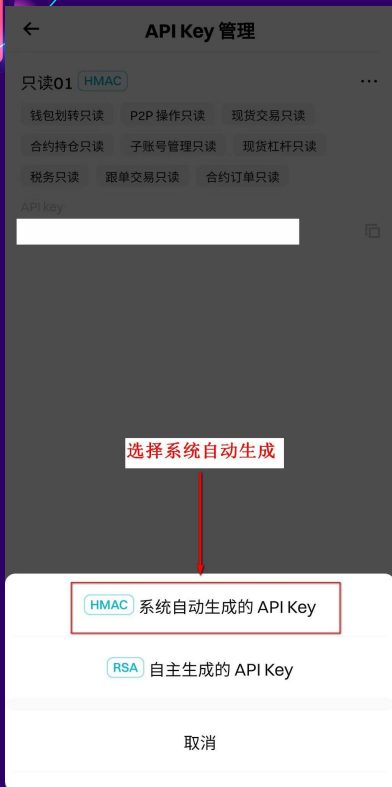 API Key 管理
只读01 HMAC
钱包划转只读 P2P 操作只读 现货交易只读
合约持仓只读 子账号管理只读 现货杠杆只读
税务只读 跟单交易只读 合约订单只读
API key
选择系统自动生成
HMAC 系统自动生成的 API Key
RSA 自主生成的 API Key
取消